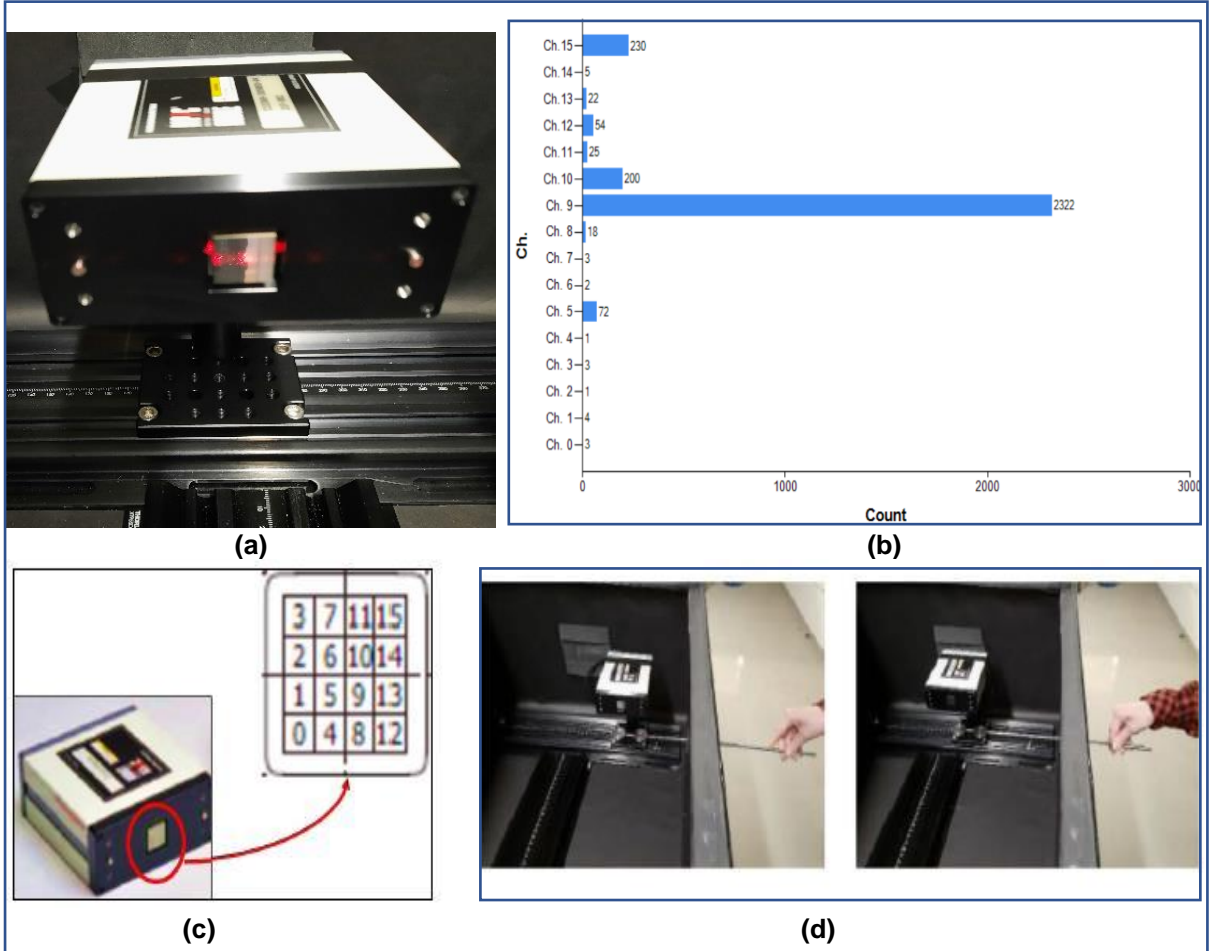 Ch.15
230
Ch.14
5
Ch.13
22
Ch.12
54
Ch.11
25
Ch.10
200
Ch. 9
2322
Ch. 8
18
Ch. 7
3
Ch. 6
2
Ch. 5
72
Ch. 4
1
Ch. 3
3
Ch. 2
1
Ch. 1
4
Ch. 0
3
Ch.
0 1000 2000 3000
Count
(a)
(b)
3 7 11 15
2 6 10 14
1 5 9 13
0 4 8 12
(c)
(d)